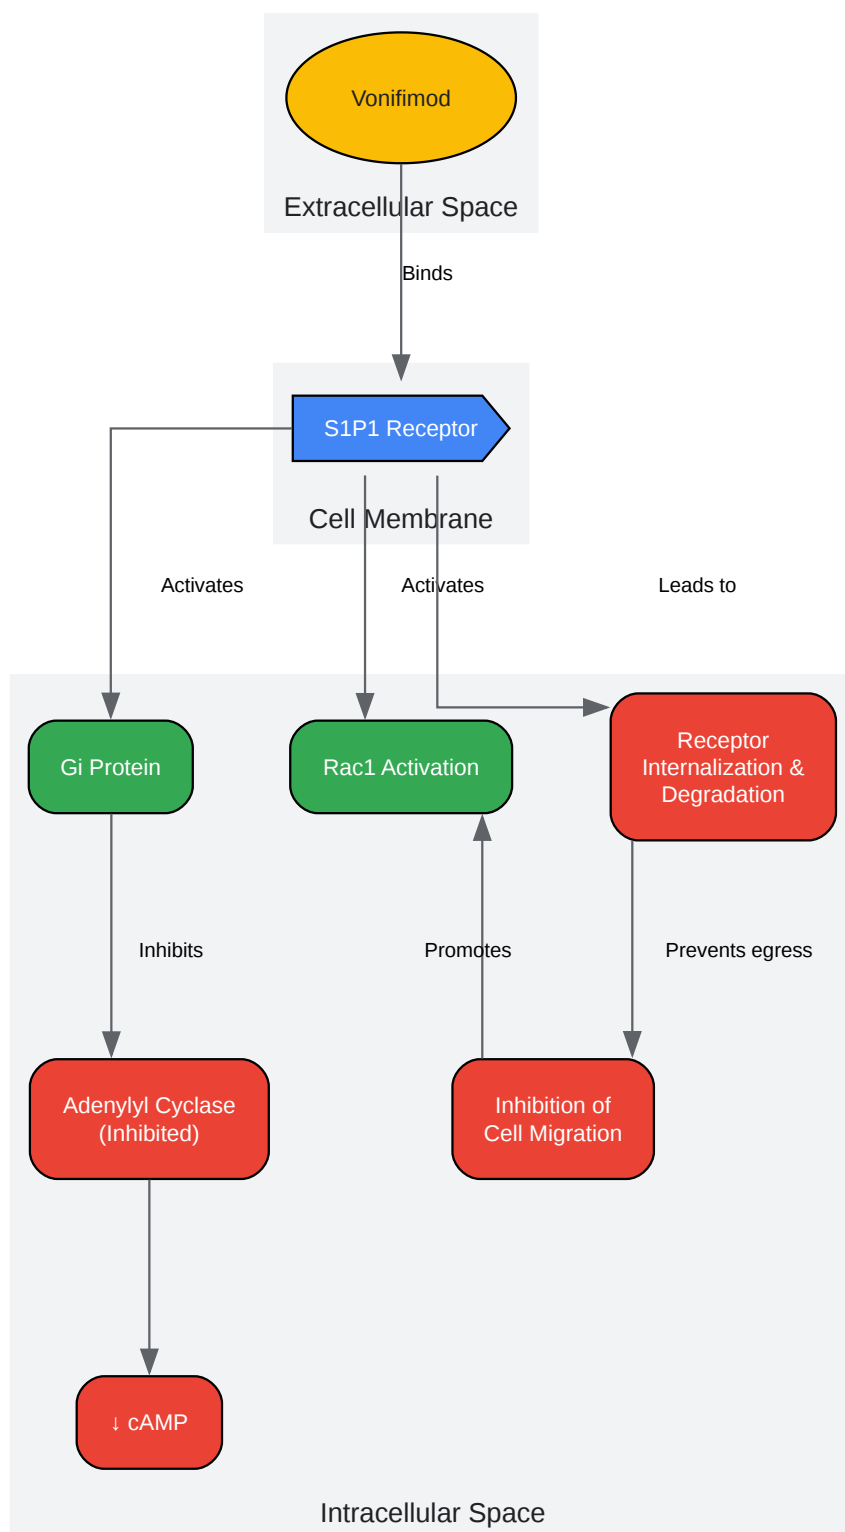 Vonifimod
Extracellular Space
Binds
S1P1 Receptor
Cell Membrane
Activates
Activates
Leads to
Gi Protein
Rac1 Activation
Receptor
Internalization &
Degradation
Inhibits
Promotes
Prevents egress
Adenylyl Cyclase
(Inhibited)
Inhibition of
Cell Migration
↓ cAMP
Intracellular Space